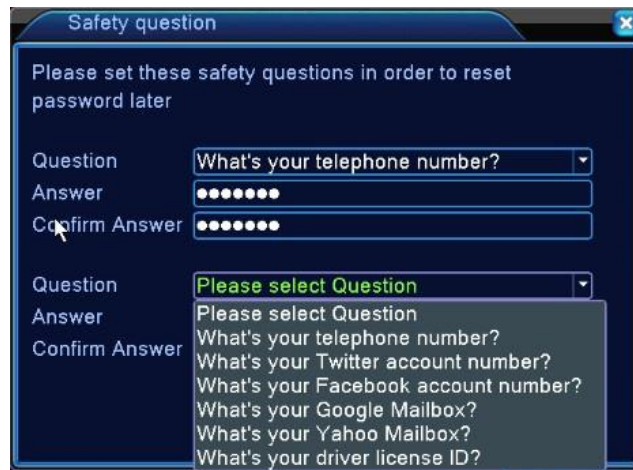 Safety question
Please set these safety questions in order to reset
password later
Question What's your telephone number?
Answer •••••••
Confirm Answer •••••••
Question Please select Question
Answer Please select Question
What's your telephone number?
Confirm Answer What's your Twitter account number?
What's your Facebook account number?
What's your Google Mailbox?
What's your Yahoo Mailbox?
What's your driver license ID?